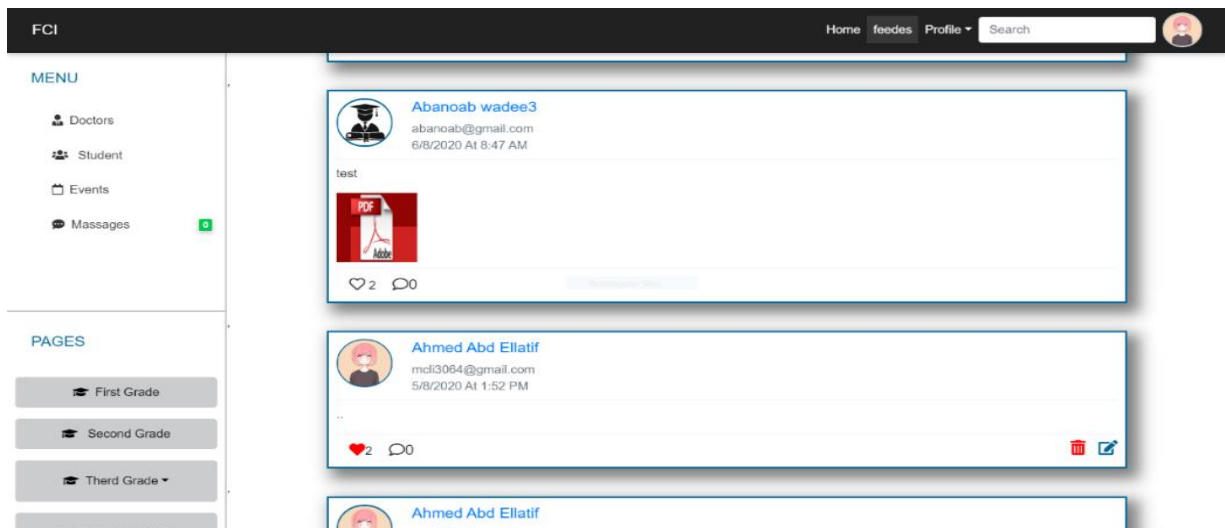 FCI
Home feedes Profile Search
MENU
Doctors
Student
Events
Massages 0
PAGES
First Grade
Second Grade
Therd Grade
Abanoab wadee3
abanoab@gmail.com
6/8/2020 At 8:47 AM
test
PDF
Adobe
2 0
Ahmed Abd Ellatif
mcli3064@gmail.com
5/8/2020 At 1:52 PM
..
2 0
Ahmed Abd Ellatif